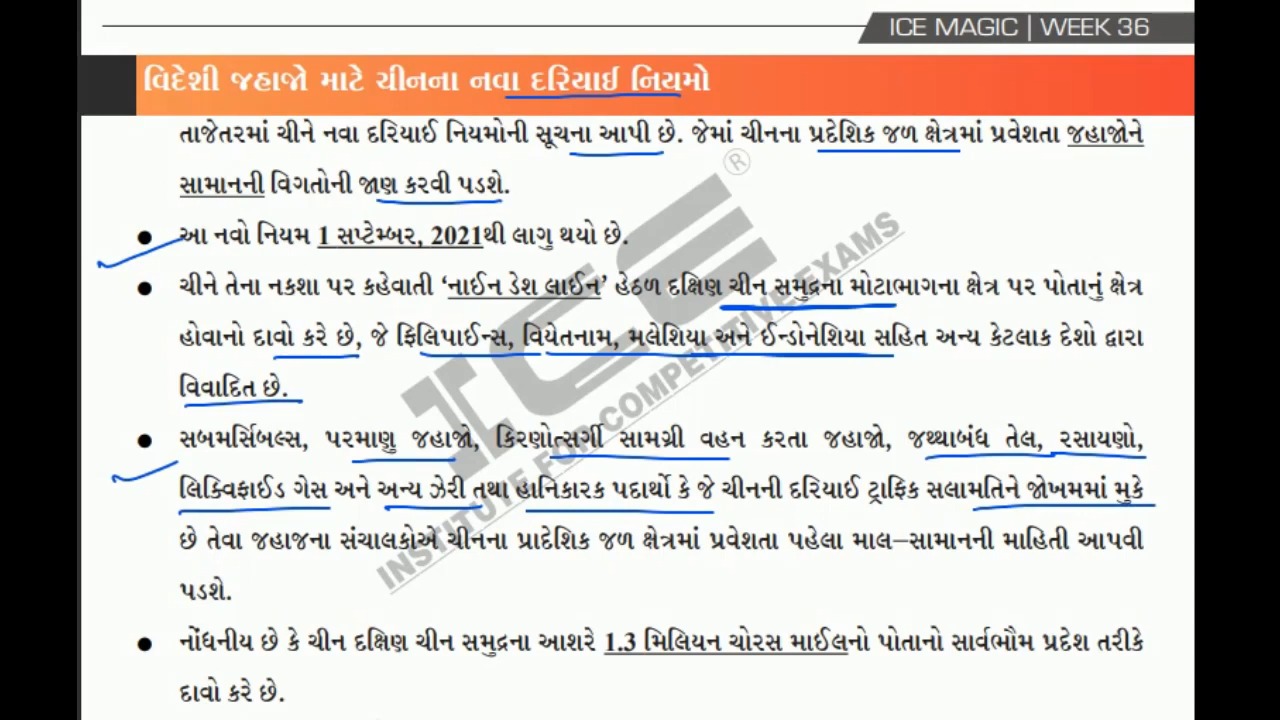 ICE MAGIC | WEEK 36
વિદેશી જહાજો માટે ચીનના નવા દરિયાઈ નિયમો
તાજેતરમાં ચીને નવા દરિયાઈ નિયમોની સૂચના આપી છે. જેમાં ચીનના પ્રદેશિક જળ ક્ષેત્રમાં પ્રવેશતા જહાજોને
સામાનની વિગતોની જાણ કરવી પડશે.
● આ નવો નિયમ 1 સપ્ટેમ્બર, 2021થી લાગુ થયો છે.
● ચીને તેના નકશા પર કહેવાતી ‘નાઈન ડેશ લાઈન’ હેઠળ દક્ષિણ ચીન સમુદ્રના મોટાભાગના ક્ષેત્ર પર પોતાનું ક્ષેત્ર
હોવાનો દાવો કરે છે, જે ફિલિપાઈન્સ, વિયેતનામ, મલેશિયા અને ઈન્ડોનેશિયા સહિત અન્ય કેટલાક દેશો દ્વારા
વિવાદિત છે.
● સબમર્સિબલ્સ, પરમાણુ જહાજો, કિરણોત્સર્ગી સામગ્રી વહન કરતા જહાજો, જથ્થાબંધ તેલ, રસાયણો,
લિક્વિફાઈડ ગેસ અને અન્ય ઝેરી તથા હાનિકારક પદાર્થો કે જે ચીનની દરિયાઈ ટ્રાફિક સલામતિને જોખમમાં મુકે
છે તેવા જહાજના સંચાલકોએ ચીનના પ્રાદેશિક જળ ક્ષેત્રમાં પ્રવેશતા પહેલા માલ–સામાનની માહિતી આપવી
પડશે.
● નોંધનીય છે કે ચીન દક્ષિણ ચીન સમુદ્રના આશરે 1.3 મિલિયન ચોરસ માઈલનો પોતાનો સાર્વભૌમ પ્રદેશ તરીકે
દાવો કરે છે.
ICE ®
INSTITUTE FOR COMPETITIVE EXAMS